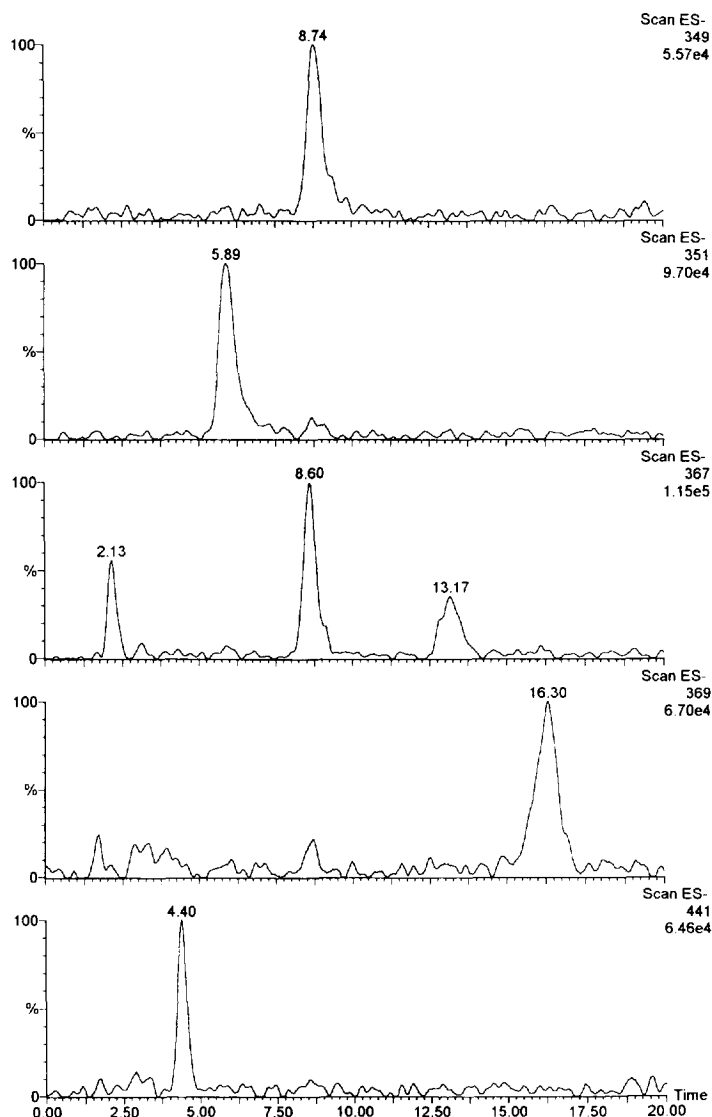 Scan ES-
349
5.57e4
8.74
100
%
0
Scan ES-
351
9.70e4
5.89
100
%
0
Scan ES-
367
1.15e5
8.60
100
2.13
13.17
%
0
Scan ES-
369
6.70e4
16.30
100
%
0
Scan ES-
441
6.46e4
4.40
100
%
0
Time
0.00 2.50 5.00 7.50 10.00 12.50 15.00 17.50 20.00